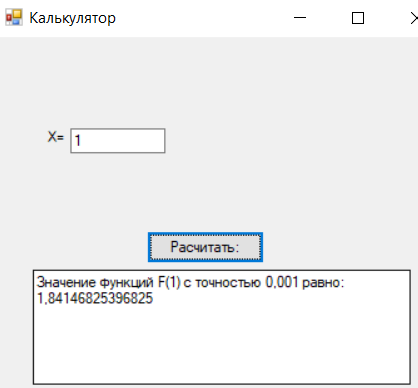 Калькулятор
X=
1
Расчитать:
Значение функций F(1) с точностью 0,001 равно:
1,84146825396825